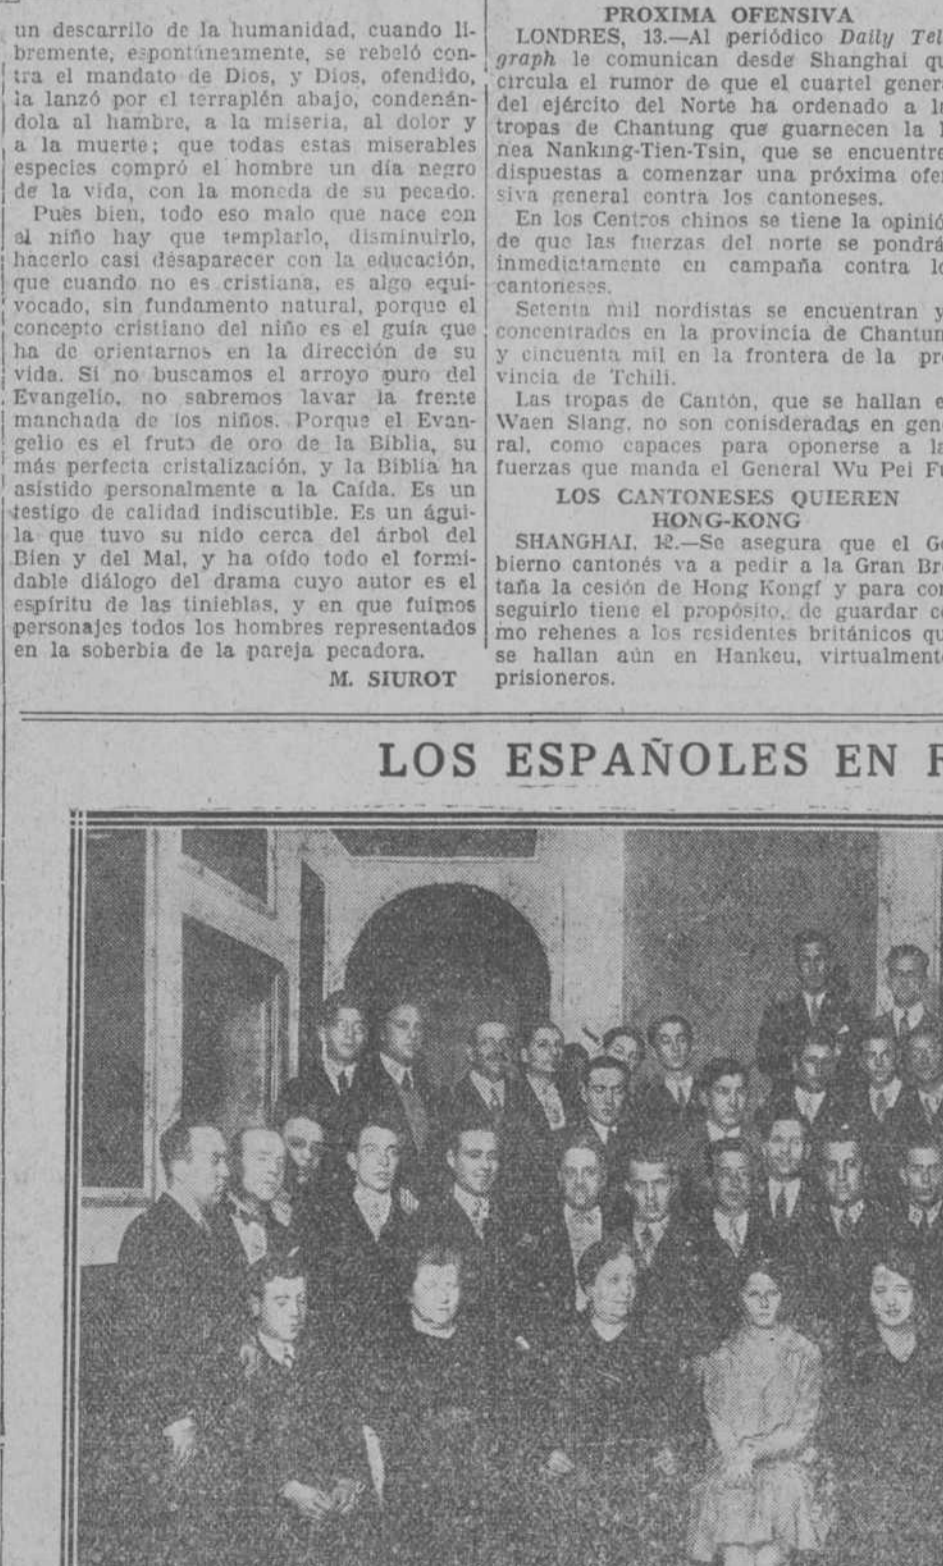 un descarrilo de la humanidad, cuando li-
bremente, espontáneamente, se rebeló con-
tra el mandato de Dios, y Dios, ofendido,
la lanzó por el terraplén abajo, condenán-
dola al hambre, a la miseria, al dolor y
a la muerte; que todas estas miserables
especies compró el hombre un día negro
de la vida, con la moneda de su pecado.
Pues bien, todo eso malo que nace con
el niño hay que templarlo, disminuirlo,
hacerlo casi desaparecer con la educación,
que cuando no es cristiana, es algo equi-
vocado, sin fundamento natural, porque el
concepto cristiano del niño es el guía que
ha de orientarnos en la dirección de su
vida. Si no buscamos el arroyo puro del
Evangelio, no sabremos lavar la frente
manchada de los niños. Porque el Evan-
gelio es el fruto de oro de la Biblia, su
más perfecta cristalización, y la Biblia ha
asistido personalmente a la Caída. Es un
testigo de calidad indiscutible. Es un águi-
la que tuvo su nido cerca del árbol del
Bien y del Mal, y ha oído todo el formi-
dable diálogo del drama cuyo autor es el
espíritu de las tinieblas, y en que fuimos
personajes todos los hombres representados
en la soberbia de la pareja pecadora.
M. SIUROT
PROXIMA OFENSIVA
LONDRES, 13.—Al periódico Daily Tel
graph le comunican desde Shanghai qu
circula el rumor de que el cuartel genera
del ejército del Norte ha ordenado a la
tropas de Chantung que guarnecen la l
nea Nanking-Tien-Tsin, que se encuentre
dispuestas a comenzar una próxima ofen
siva general contra los cantoneses.
En los Centros chinos se tiene la opinió
de que las fuerzas del norte se pondrá
inmediatamente en campaña contra lo
cantoneses.
Setenta mil nordistas se encuentran y
concentrados en la provincia de Chantun
y cincuenta mil en la frontera de la pro
vincia de Tchili.
Las tropas de Cantón, que se hallan e
Waen Siang, no son conisderadas en gene
ral, como capaces para oponerse a la
fuerzas que manda el General Wu Pei Fu
LOS CANTONESES QUIEREN
HONG-KONG
SHANGHAI, 12.—Se asegura que el Go
bierno cantonés va a pedir a la Gran Bre
taña la cesión de Hong Kongf y para con
seguirlo tiene el propósito, de guardar co
mo rehenes a los residentes británicos qu
se hallan aún en Hankeu, virtualmente
prisioneros.
LOS ESPAÑOLES EN